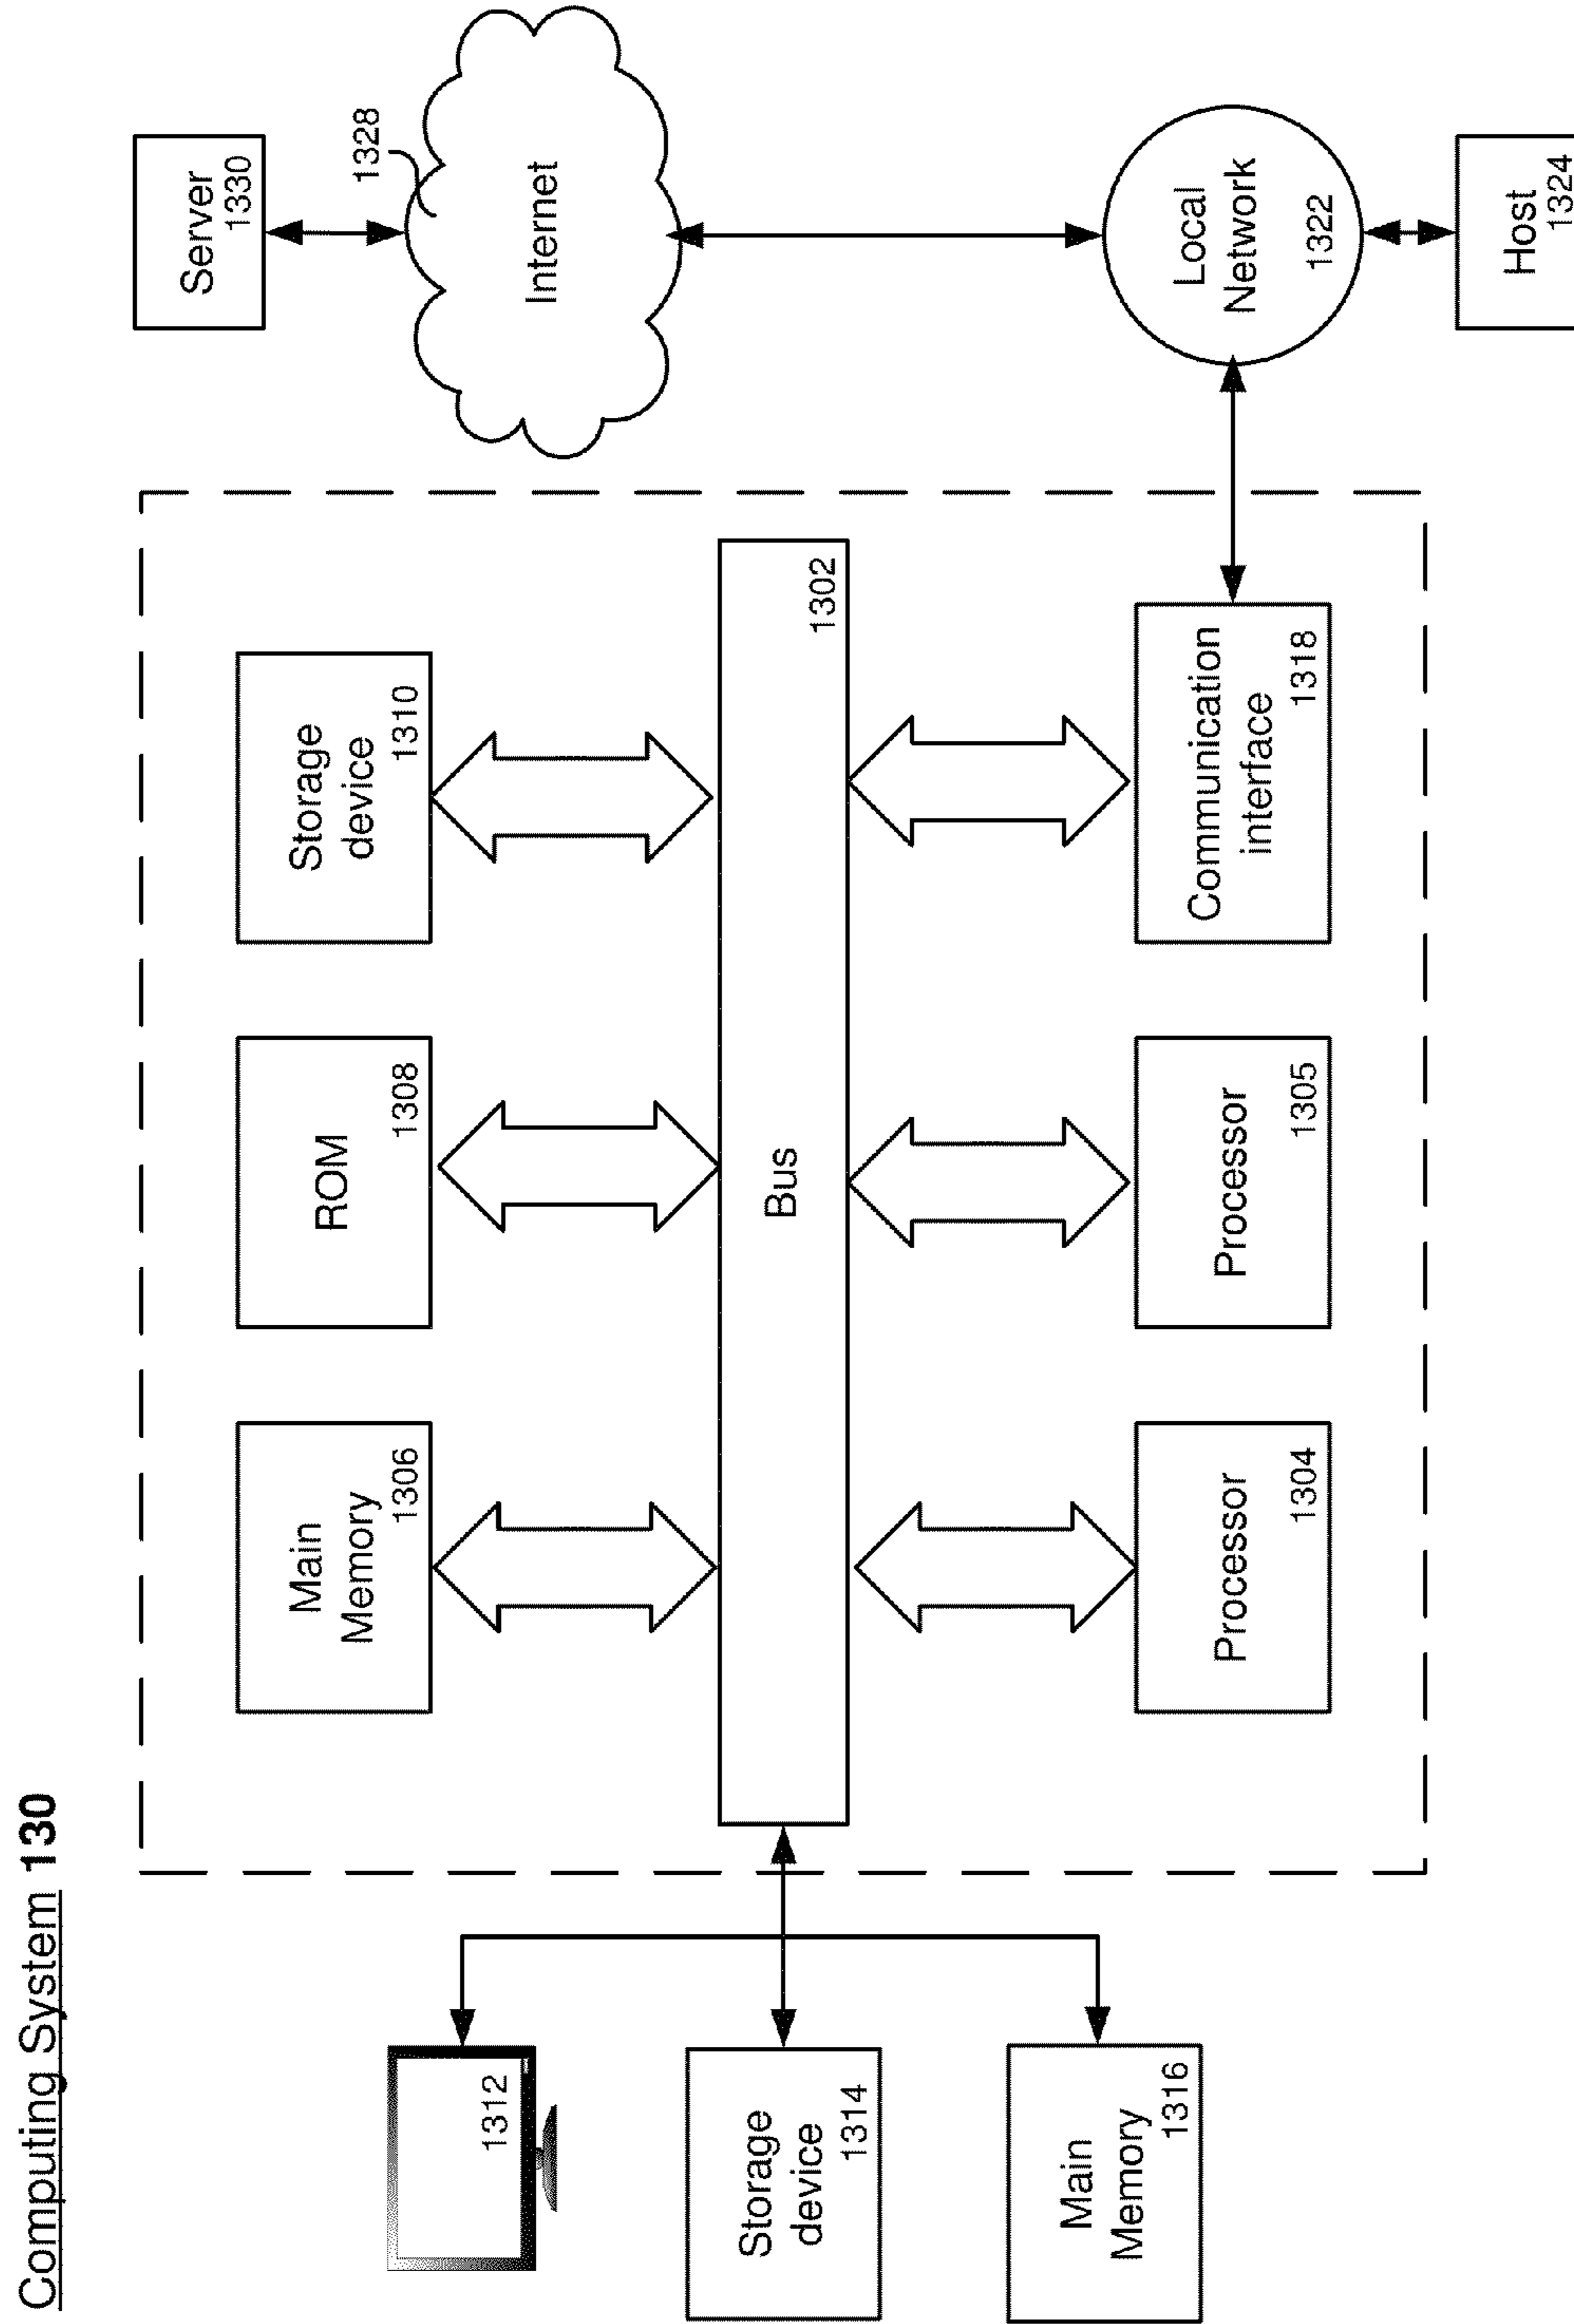 Computing System 130
Main
Memory
1306
ROM
1308
Storage
device
1310
Server
1330
1328
Internet
1312
Storage
device
1314
Main
Memory
1316
Bus
1302
Processor
1304
Processor
1305
Communication
interface
1318
Local
Network
1322
Host
1324